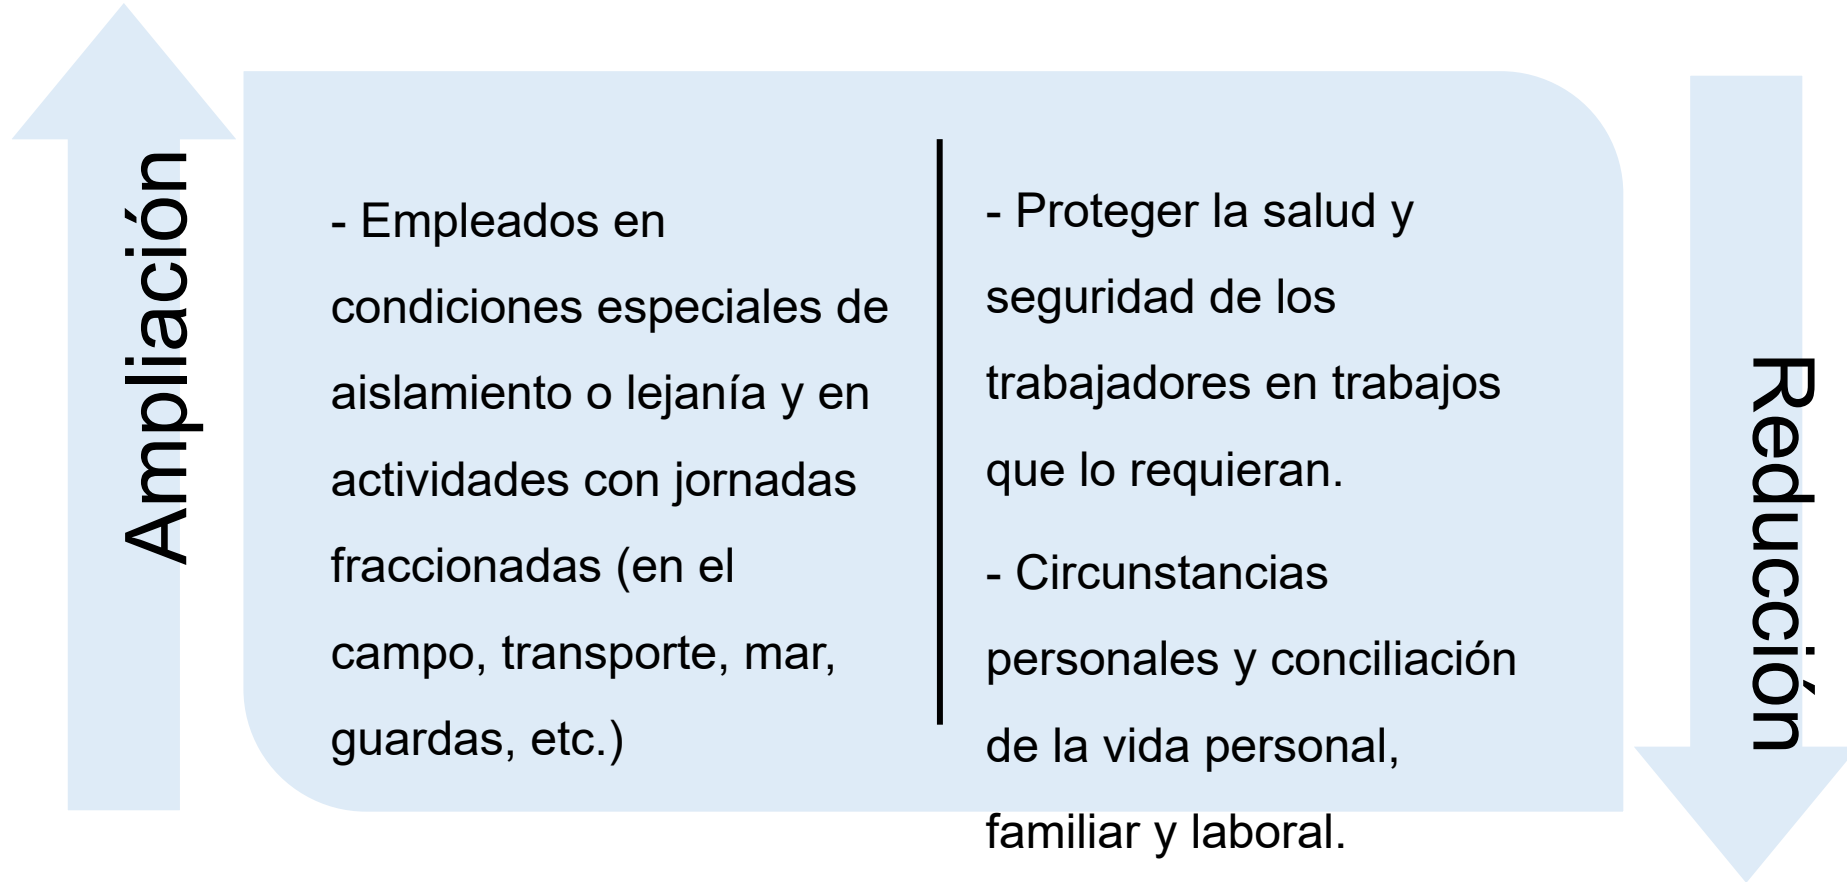 Ampliación
- Empleados en
condiciones especiales de
aislamiento o lejanía y en
actividades con jornadas
fraccionadas (en el
campo, transporte, mar,
guardas, etc.)
- Proteger la salud y
seguridad de los
trabajadores en trabajos
que lo requieran.
- Circunstancias
personales y conciliación
de la vida personal,
familiar y laboral.
Reducción